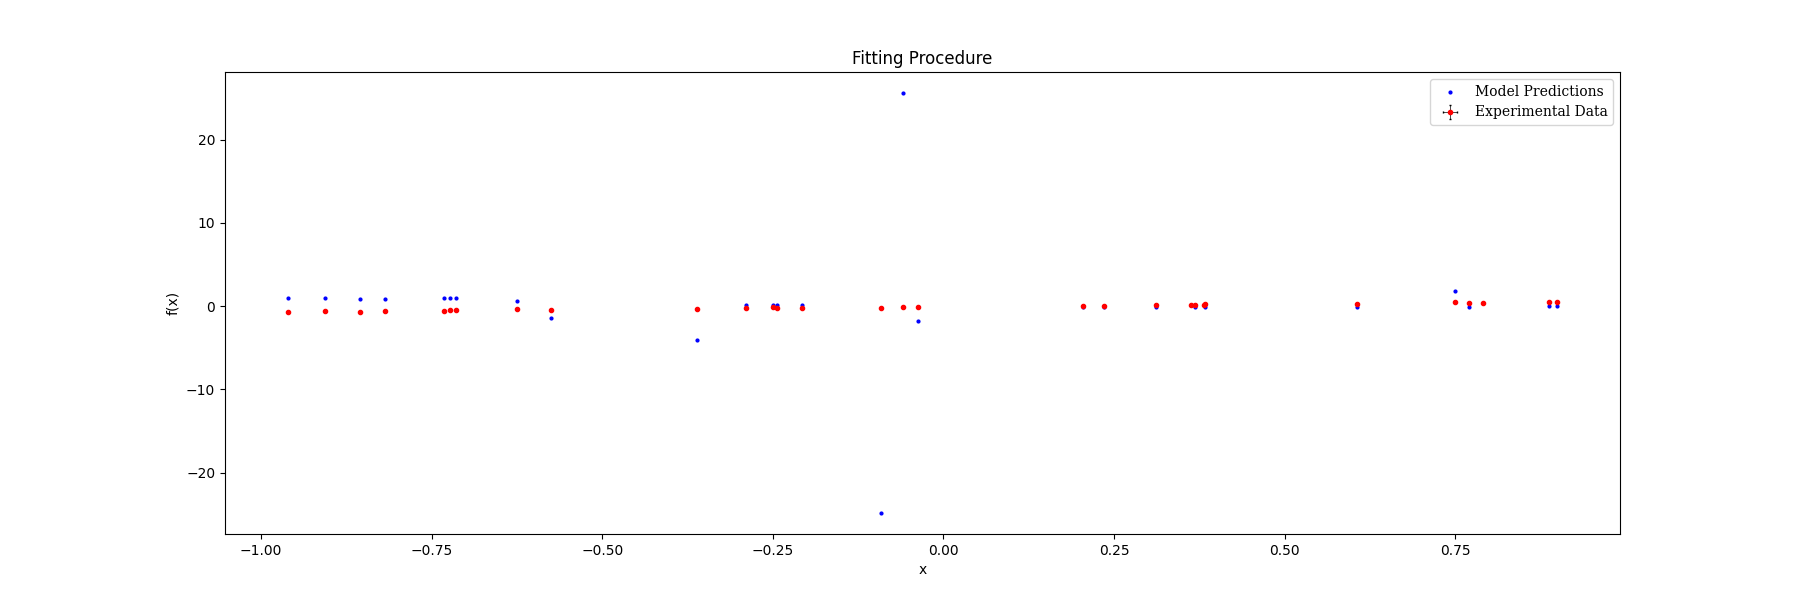 Fitting Procedure
Model Predictions
Experimental Data
f(x)
20
10
0
−10
−20
−1.00 −0.75 −0.50 −0.25 0.00 0.25 0.50 0.75
x